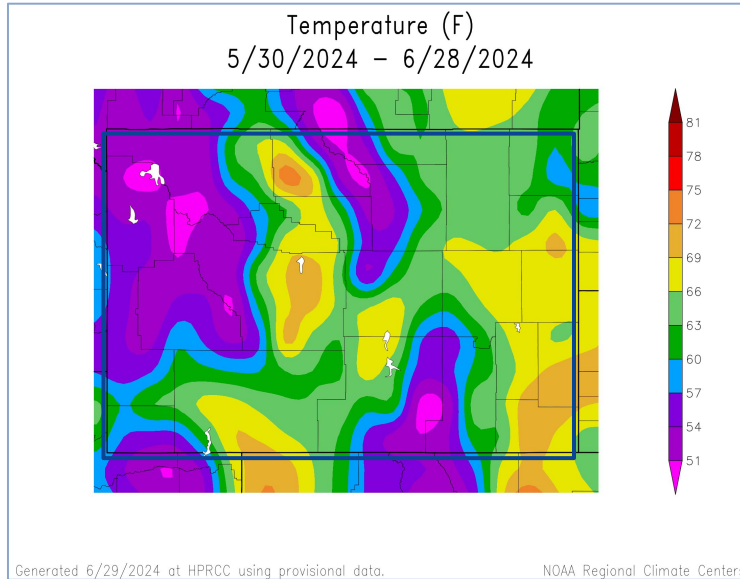 Temperature (F)
5/30/2024 – 6/28/2024
81
78
75
72
69
66
63
60
57
54
51
Generated 6/29/2024 at HPRCC using provisional data.
NOAA Regional Climate Centers